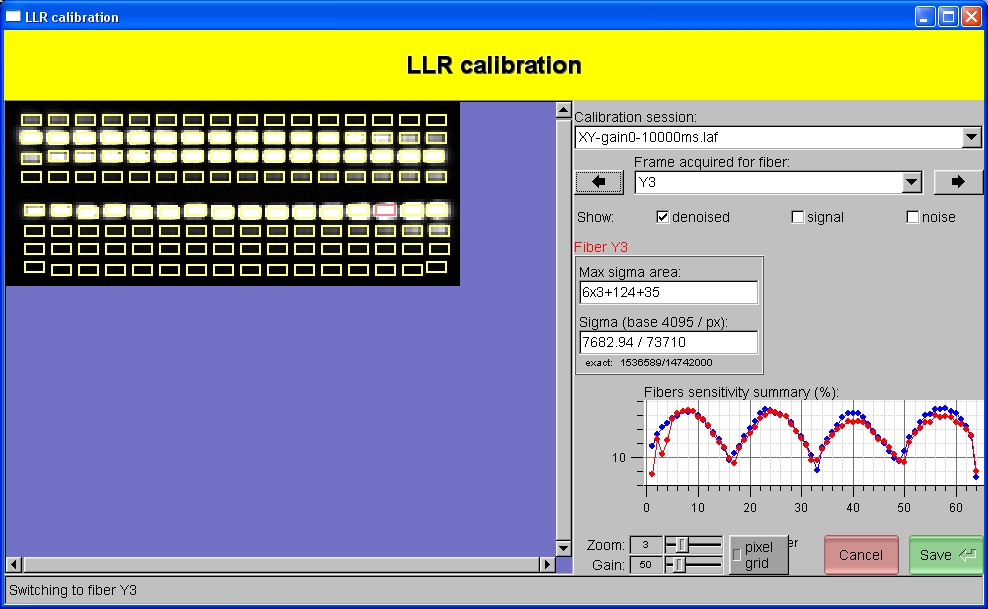 LLR calibration
LLR calibration
Calibration session:
XY-gain0-10000ms.laf
Frame acquired for fiber:
Y3
Show: denoised signal noise
Fiber Y3
Max sigma area:
6x3+124+35
Sigma (base 4095 / px):
7682.94 / 73710
exact: 1536589/14742000
Fibers sensitivity summary (%):
10
0 10 20 30 40 50 60
Zoom: 3
Gain: 50
pixel
grid
er
Cancel
Save
Switching to fiber Y3